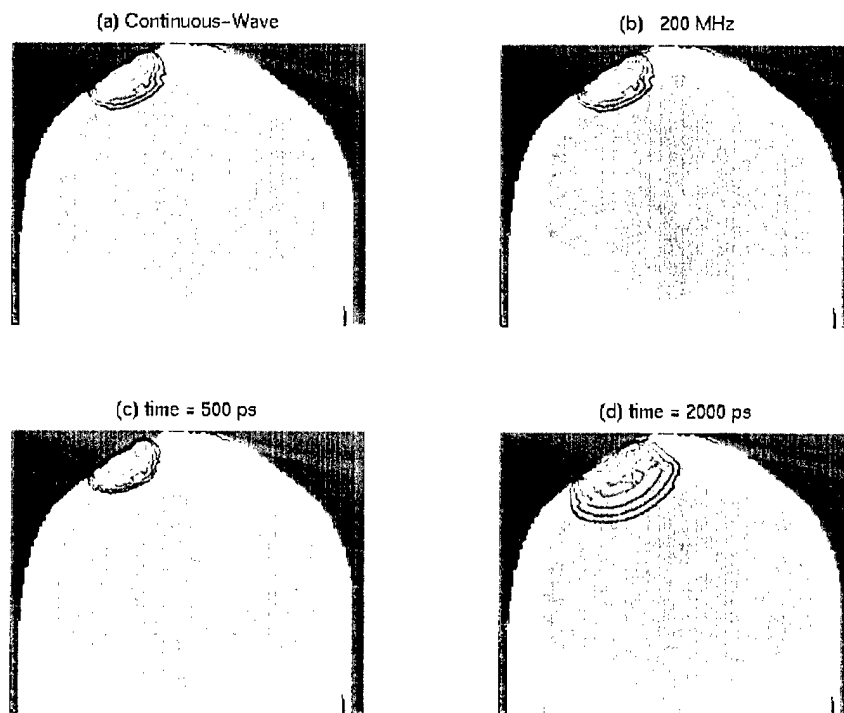 (a) Continuous-Wave
(b) 200 MHz
(c) time = 500 ps
(d) time = 2000 ps